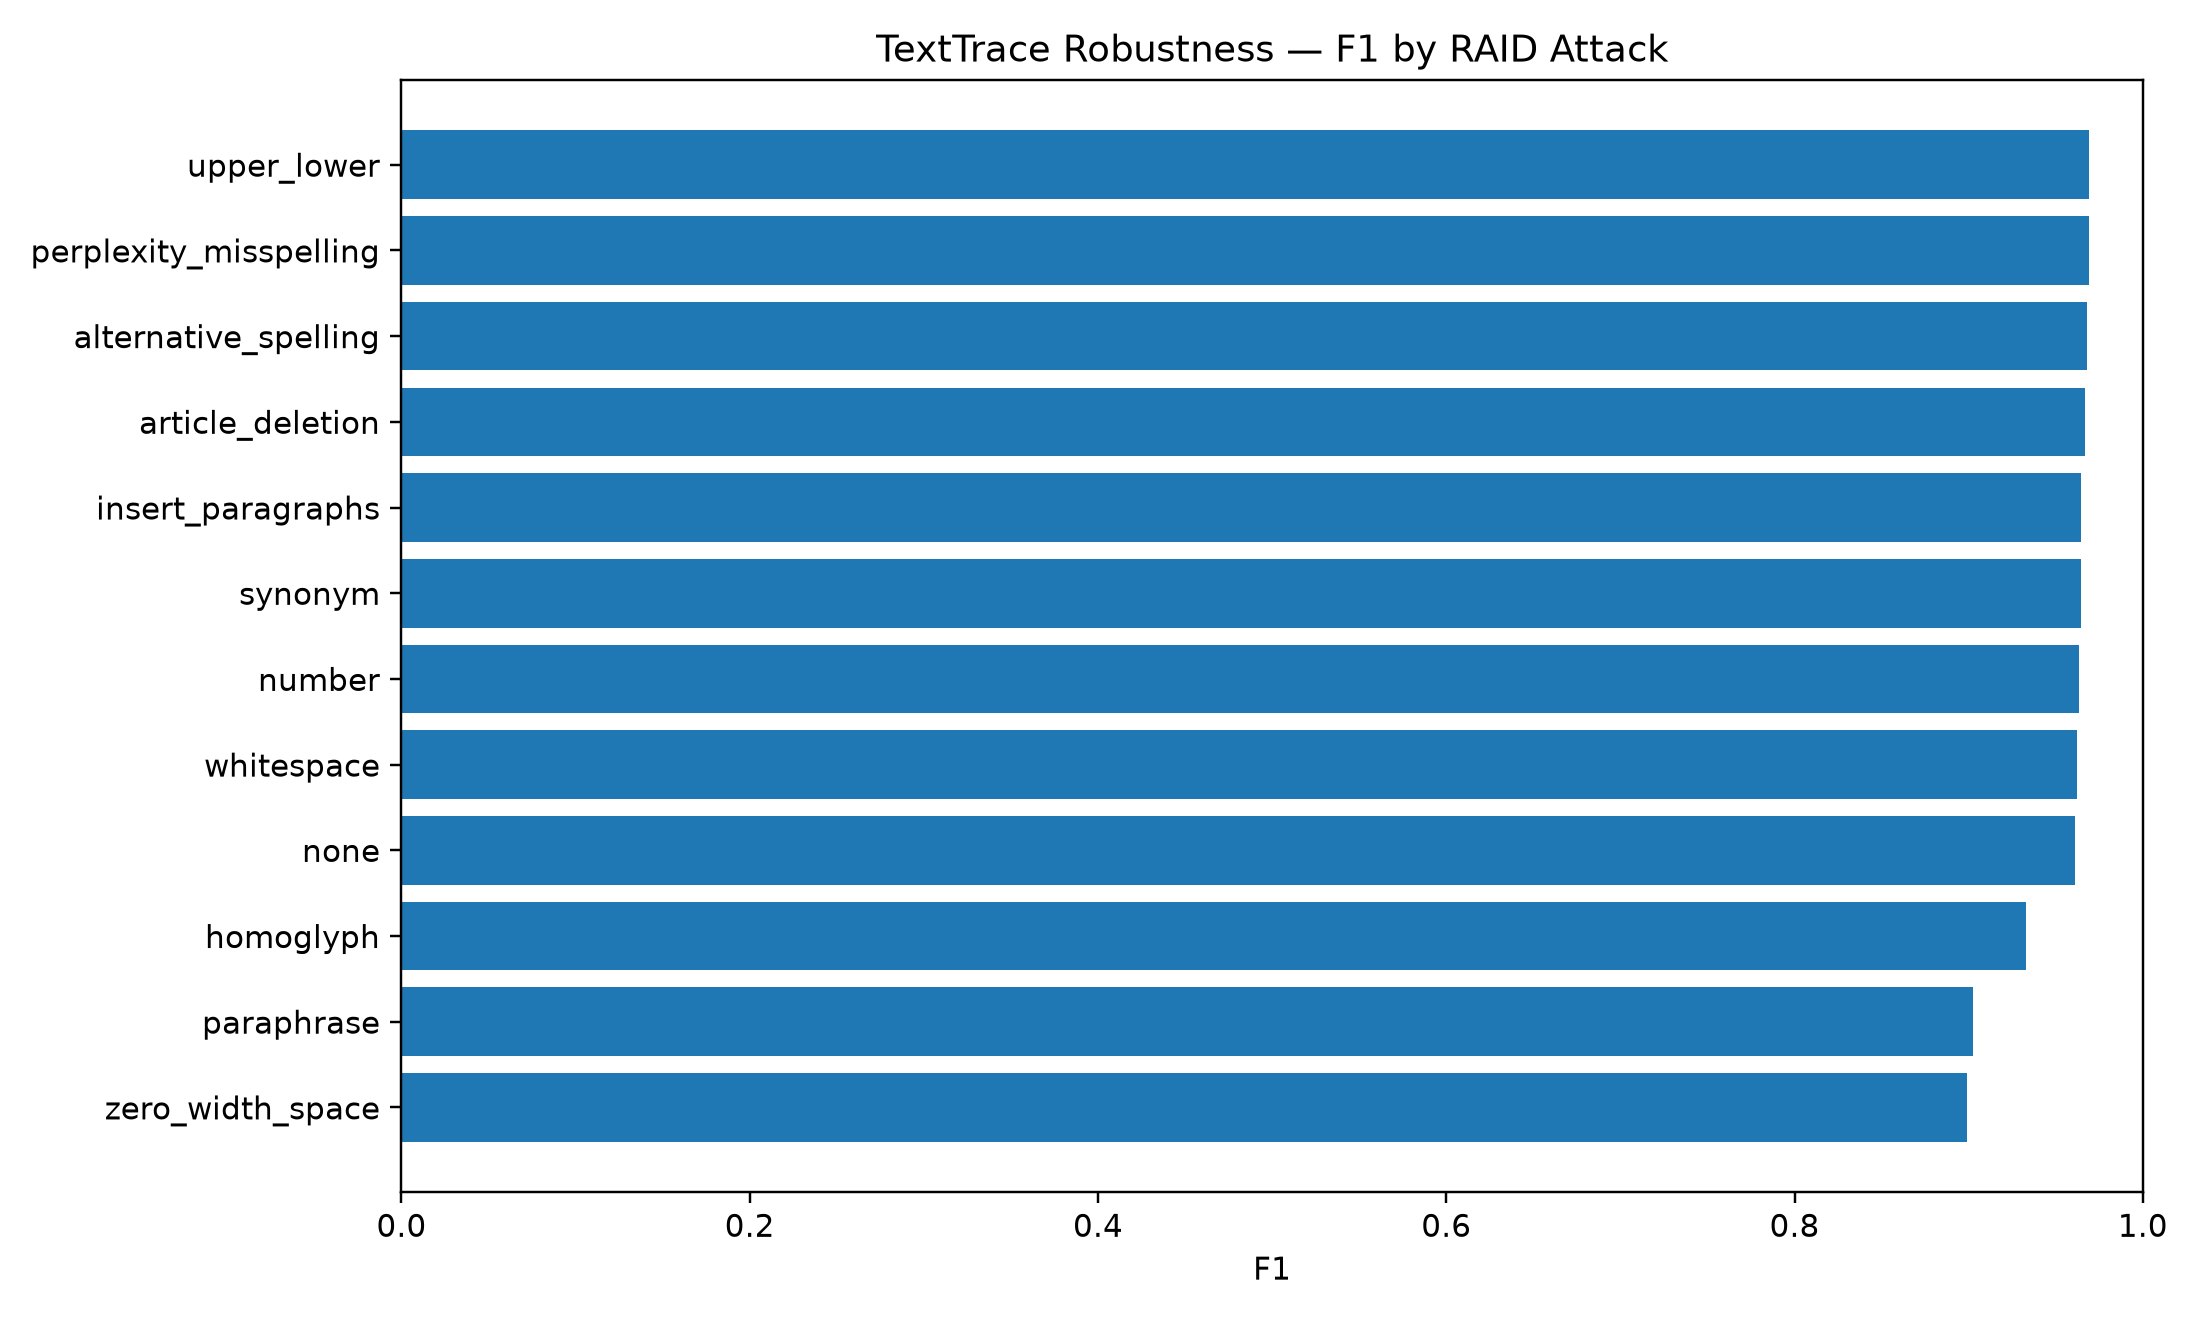 TextTrace Robustness — F1 by RAID Attack
upper_lower
perplexity_misspelling
alternative_spelling
article_deletion
insert_paragraphs
synonym
number
whitespace
none
homoglyph
paraphrase
zero_width_space
0.0 0.2 0.4 0.6 0.8 1.0
F1